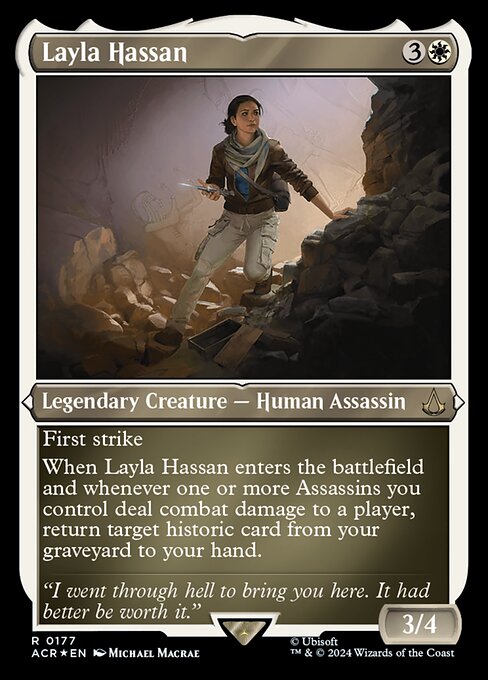 Layla Hassan 3
Legendary Creature — Human Assassin
First strike
When Layla Hassan enters the battlefield
and whenever one or more Assassins you
control deal combat damage to a player,
return target historic card from your
graveyard to your hand.
“I went through hell to bring you here. It had
better be worth it.”
3/4
R 0177
ACR★EN Michael Macrae
© Ubisoft
™ & © 2024 Wizards of the Coast